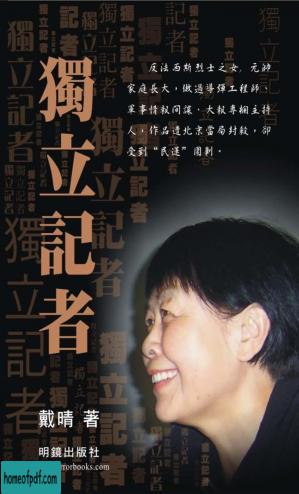 獨立記者
反法西斯烈士之女，元帥
家庭長大，做過導彈工程師、
軍事情報間諜、大報專欄主持
人，作品遭北京當局封殺，卻
受到“民運”圍剿。
戴晴 著
明鏡出版社
rorbooks.com
homeofpdf.com